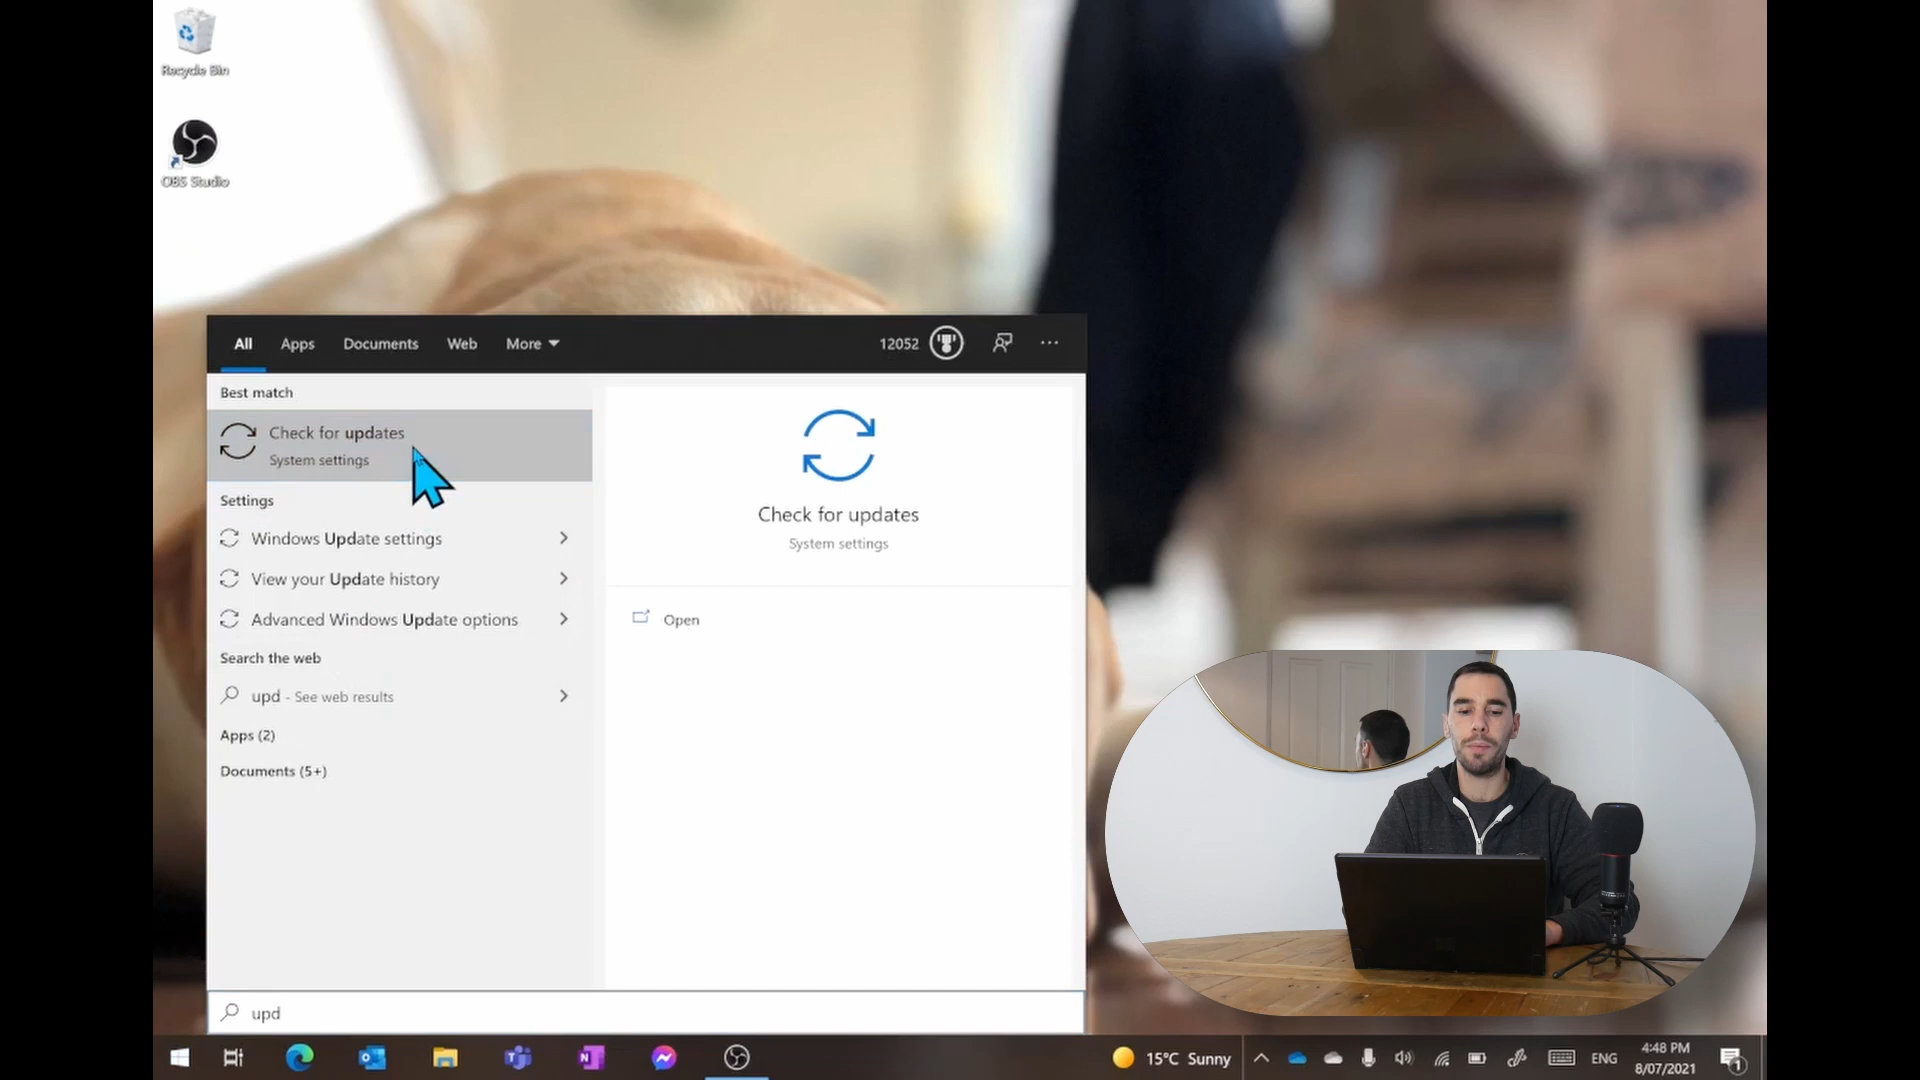 Recycle Bin
OBS Studio
All Apps Documents Web More 12052
Best match
Check for updates
System settings
Settings
Windows Update settings
View your Update history
Advanced Windows Update options
Search the web
upd - See web results
Apps (2)
Documents (5+)
Check for updates
System settings
Open
upd
15°C Sunny
ENG
4:48 PM
8/07/2021
1